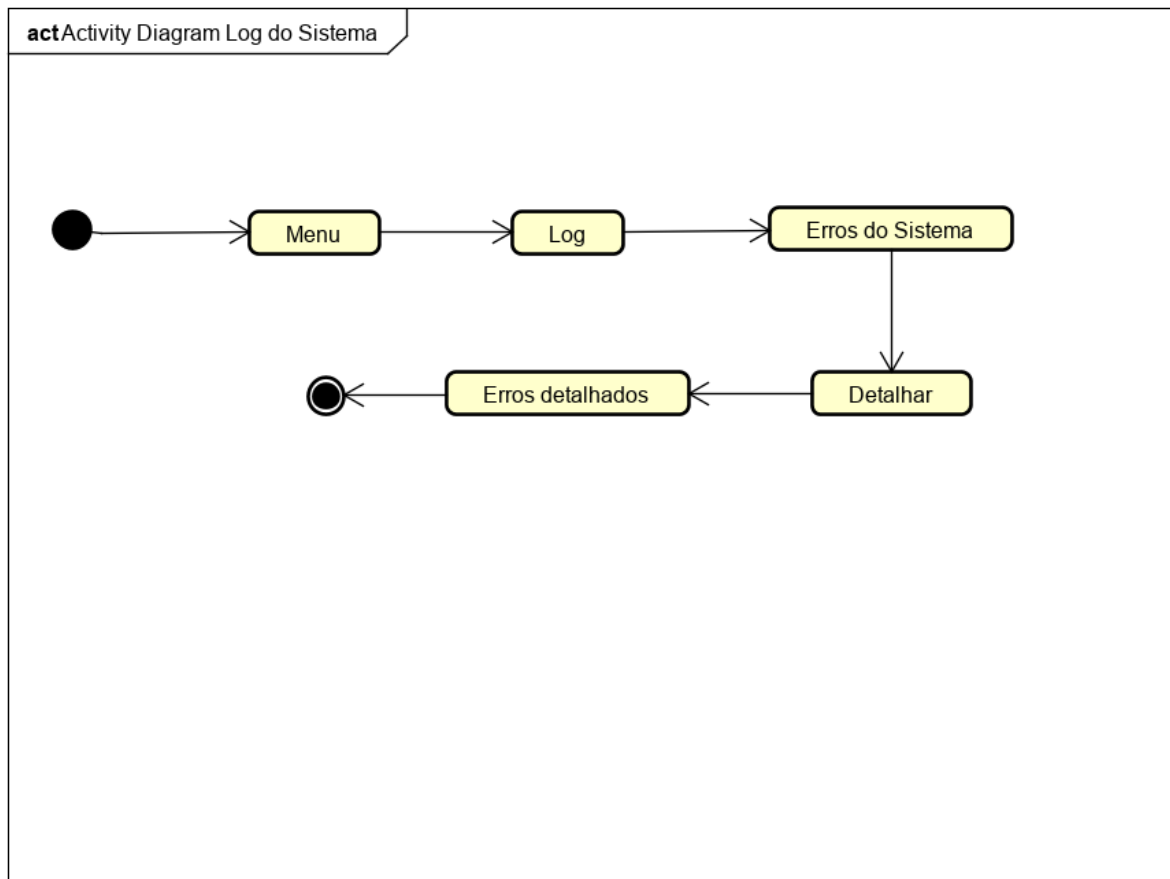 act Activity Diagram Log do Sistema
Menu
Log
Erros do Sistema
Erros detalhados
Detalhar